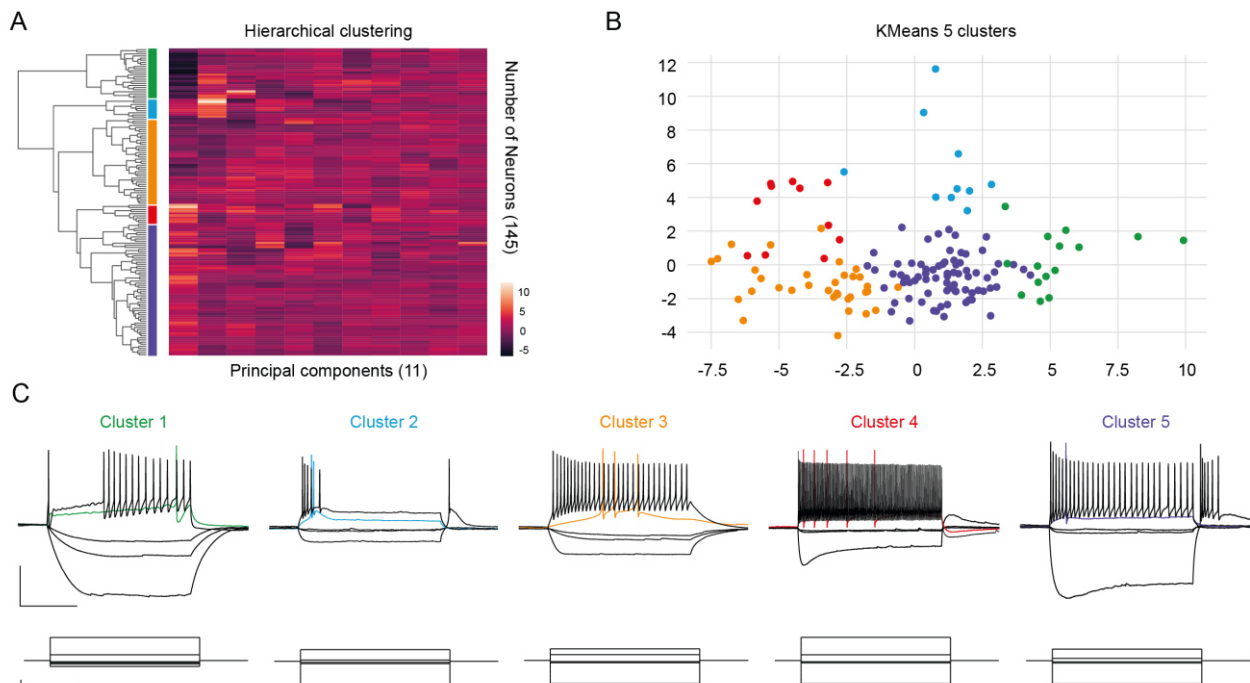 A
Hierarchical clustering
Number of Neurons (145)
10
5
0
-5
Principal components (11)
B
KMeans 5 clusters
12
10
8
6
4
2
0
-2
-4
-7.5
-5
-2.5
0
2.5
5
7.5
10
C
Cluster 1
Cluster 2
Cluster 3
Cluster 4
Cluster 5